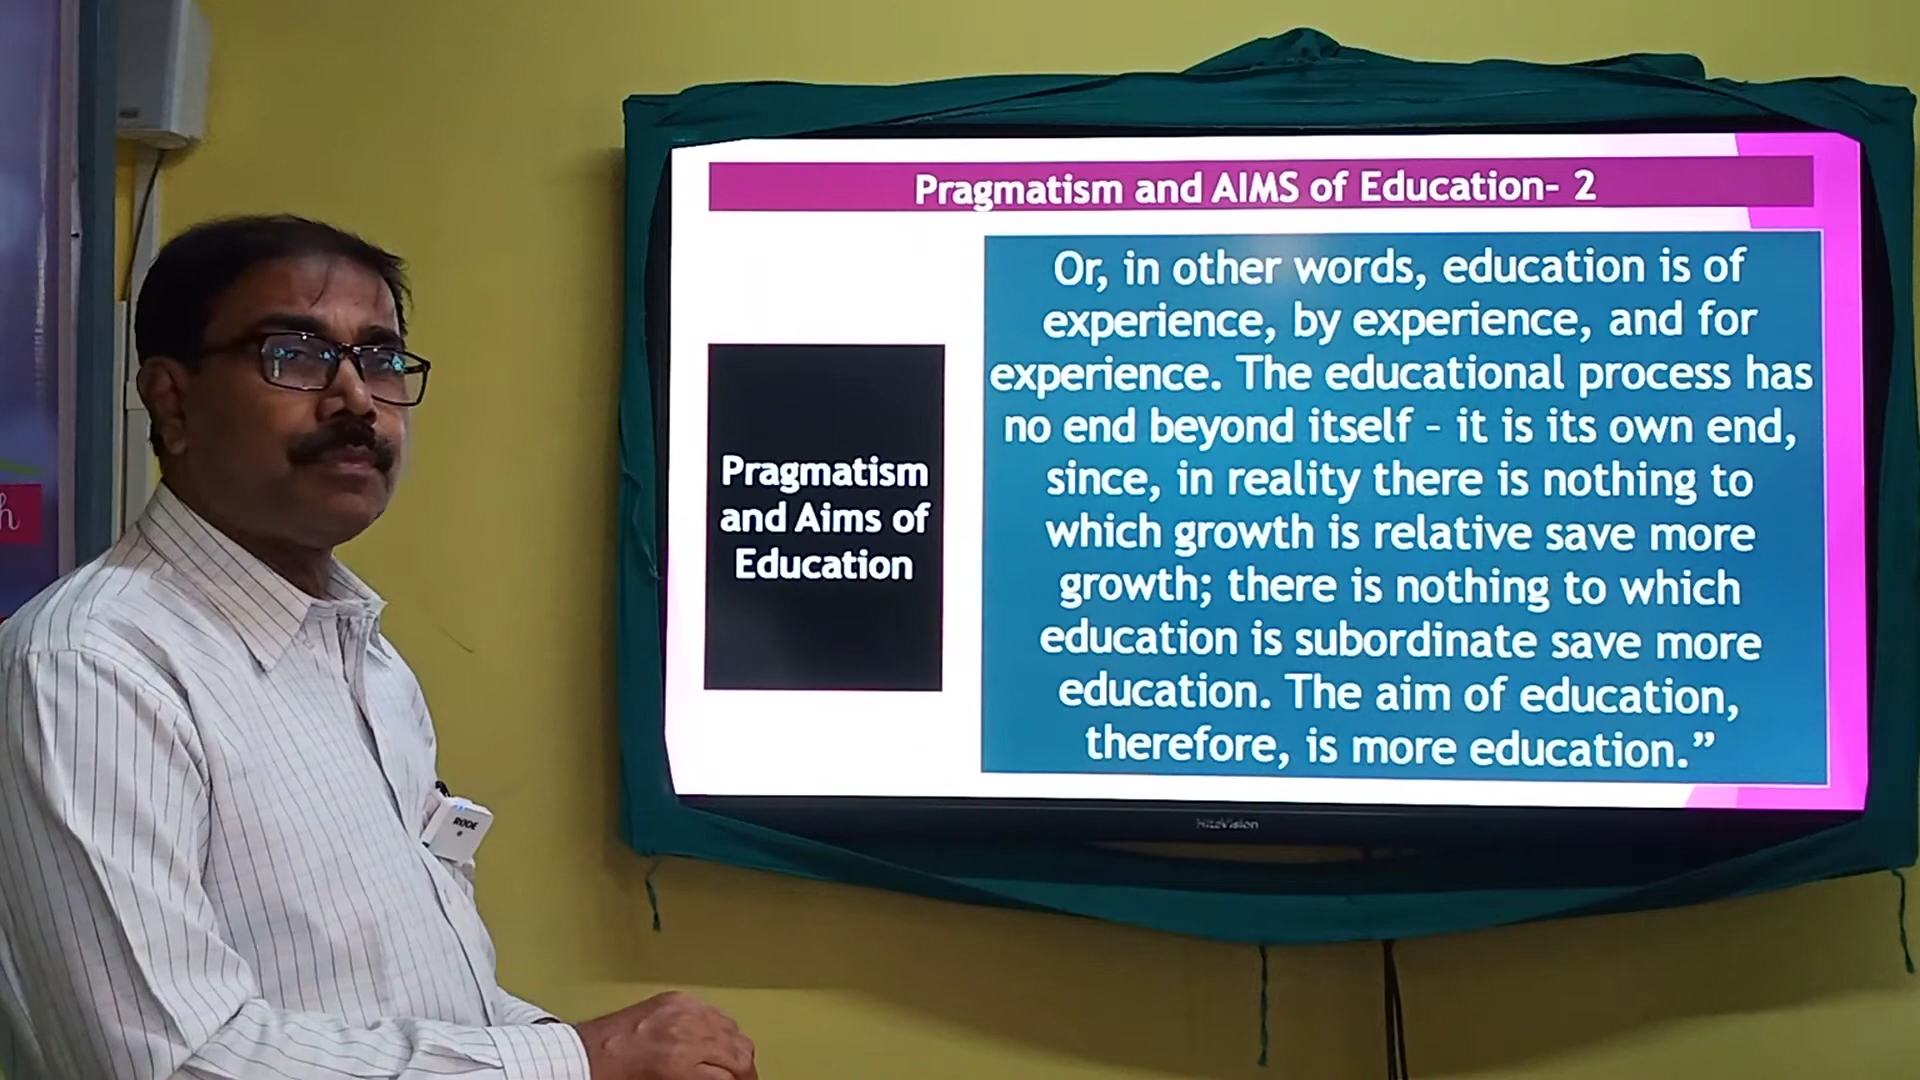 Pragmatism and AIMS of Education- 2
Pragmatism
and Aims of
Education
Or, in other words, education is of
experience, by experience, and for
experience. The educational process has
no end beyond itself – it is its own end,
since, in reality there is nothing to
which growth is relative save more
growth; there is nothing to which
education is subordinate save more
education. The aim of education,
therefore, is more education.”
RØDE
HiteVision
h